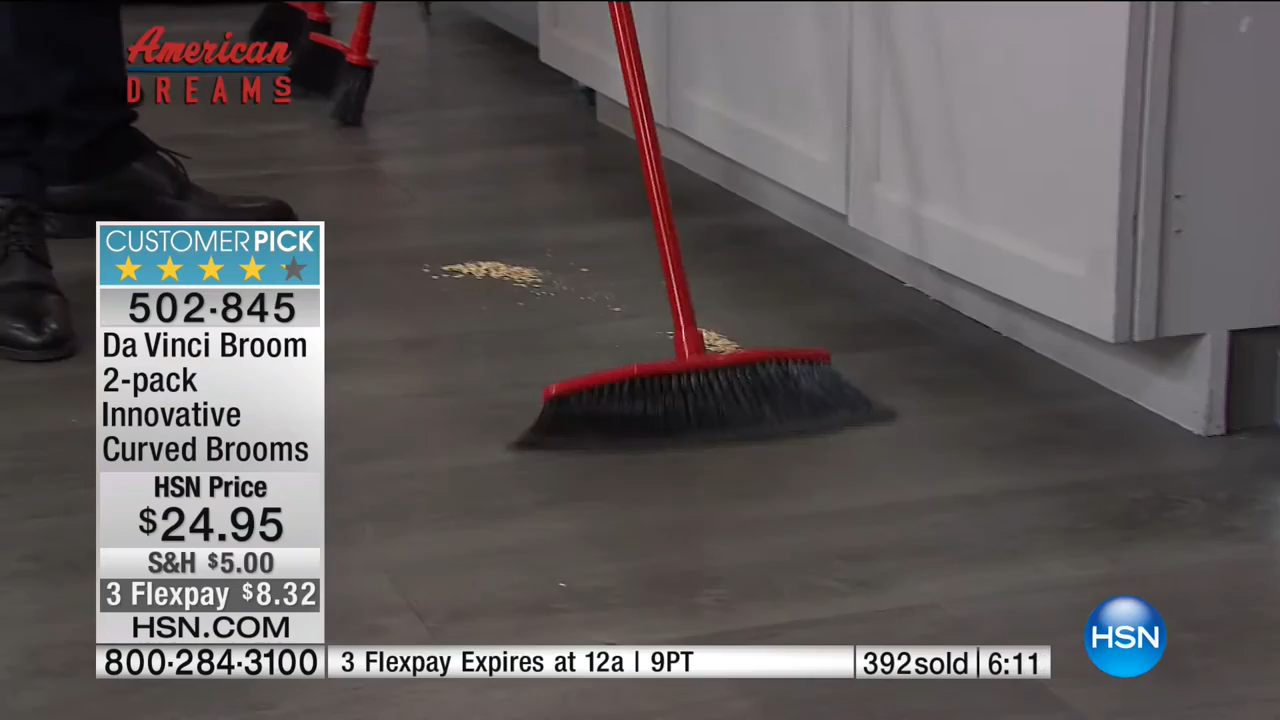 American
DREAMS
CUSTOMER PICK
502·845
Da Vinci Broom
2-pack
Innovative
Curved Brooms
HSN Price
$24.95
S&H $5.00
3 Flexpay $8.32
HSN.COM
800·284·3100
3 Flexpay Expires at 12a | 9PT
392sold
6:11
HSN